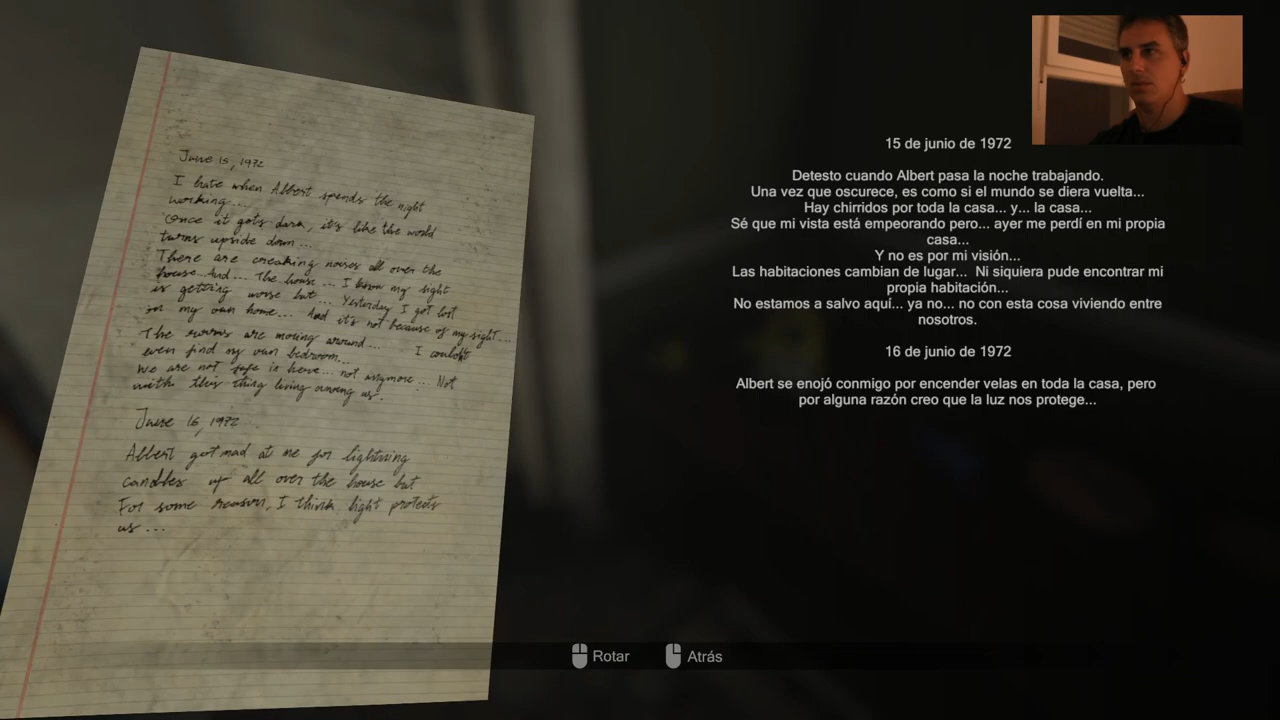 June 15, 1972
I hate when Albert spends the night
working...
Once it gets dark, it's like the world
turns upside down...
There are creaking noises all over the
house... And... The house... I know my sight
is getting worse but... Yesterday I got lost
in my own home... And it's not because of my sight...
The rooms are moving around... I couldn't
even find my own bedroom...
We are not safe in here... not anymore... Not
with this thing living among us.
June 16, 1972
Albert got mad at me for lightning
candles up all over the house but
For some reason, I think light protects
us...
15 de junio de 1972
Detesto cuando Albert pasa la noche trabajando.
Una vez que oscurece, es como si el mundo se diera vuelta...
Hay chirridos por toda la casa... y... la casa...
Sé que mi vista está empeorando pero... ayer me perdí en mi propia
casa...
Y no es por mi visión...
Las habitaciones cambian de lugar... Ni siquiera pude encontrar mi
propia habitación...
No estamos a salvo aquí... ya no... no con esta cosa viviendo entre
nosotros.
16 de junio de 1972
Albert se enojó conmigo por encender velas en toda la casa, pero
por alguna razón creo que la luz nos protege...
Rotar
Atrás